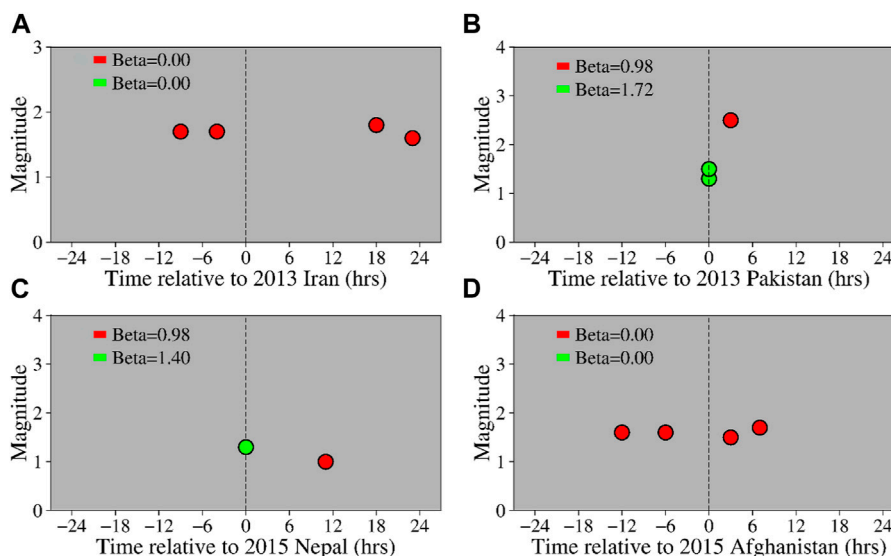 A
3
2
1
0
Magnitude
Beta=0.00
Beta=0.00
−24 −18 −12 −6 0 6 12 18 24
Time relative to 2013 Iran (hrs)
B
4
3
2
1
0
Magnitude
Beta=0.98
Beta=1.72
−24 −18 −12 −6 0 6 12 18 24
Time relative to 2013 Pakistan (hrs)
C
4
3
2
1
0
Magnitude
Beta=0.98
Beta=1.40
−24 −18 −12 −6 0 6 12 18 24
Time relative to 2015 Nepal (hrs)
D
4
3
2
1
0
Magnitude
Beta=0.00
Beta=0.00
−24 −18 −12 −6 0 6 12 18 24
Time relative to 2015 Afghanistan (hrs)